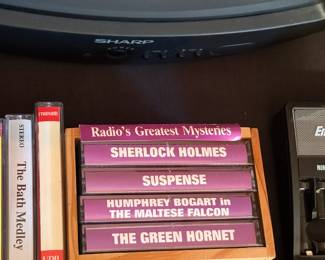 SHARP
Radio's Greatest Mysteries
SHERLOCK HOLMES
SUSPENSE
HUMPHREY BOGART in
THE MALTESE FALCON
THE GREEN HORNET
STEREO
The Bath Medley
maxell
UDII